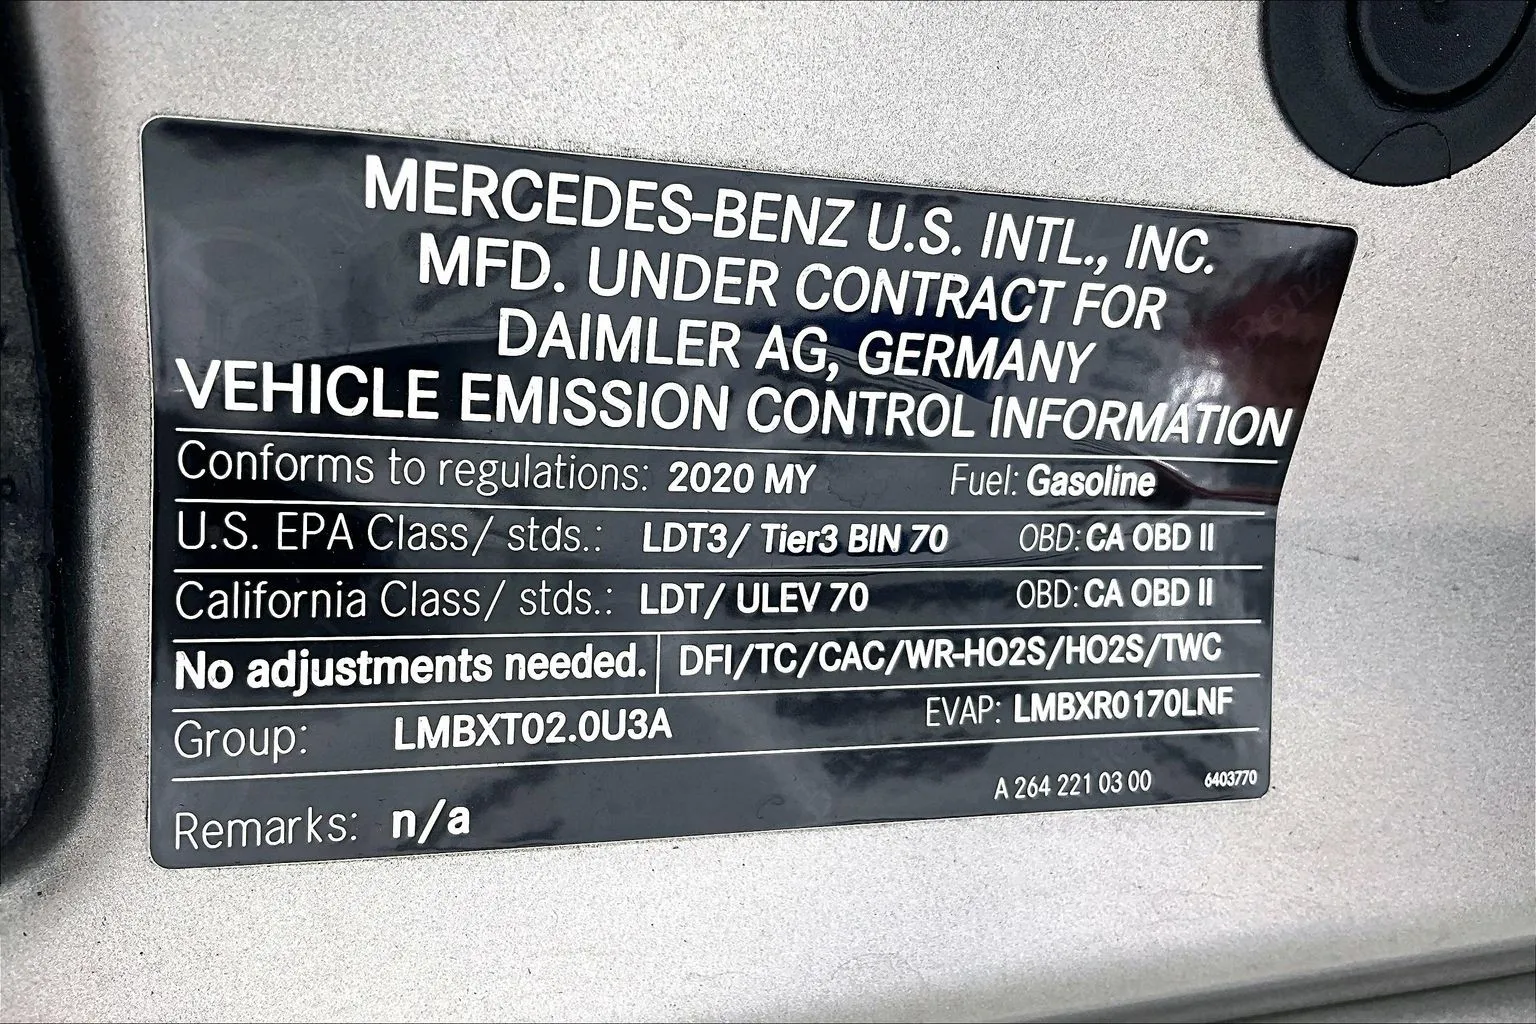 MERCEDES-BENZ U.S. INTL., INC.
MFD. UNDER CONTRACT FOR
DAIMLER AG, GERMANY
VEHICLE EMISSION CONTROL INFORMATION
Conforms to regulations: 2020 MY Fuel: Gasoline
U.S. EPA Class/ stds.: LDT3/ Tier3 BIN 70 OBD: CA OBD II
California Class/ stds.: LDT/ ULEV 70 OBD: CA OBD II
No adjustments needed. DFI/TC/CAC/WR-HO2S/HO2S/TWC
Group: LMBXT02.0U3A EVAP: LMBXR0170LNF
A 264 221 03 00 6403770
Remarks: n/a